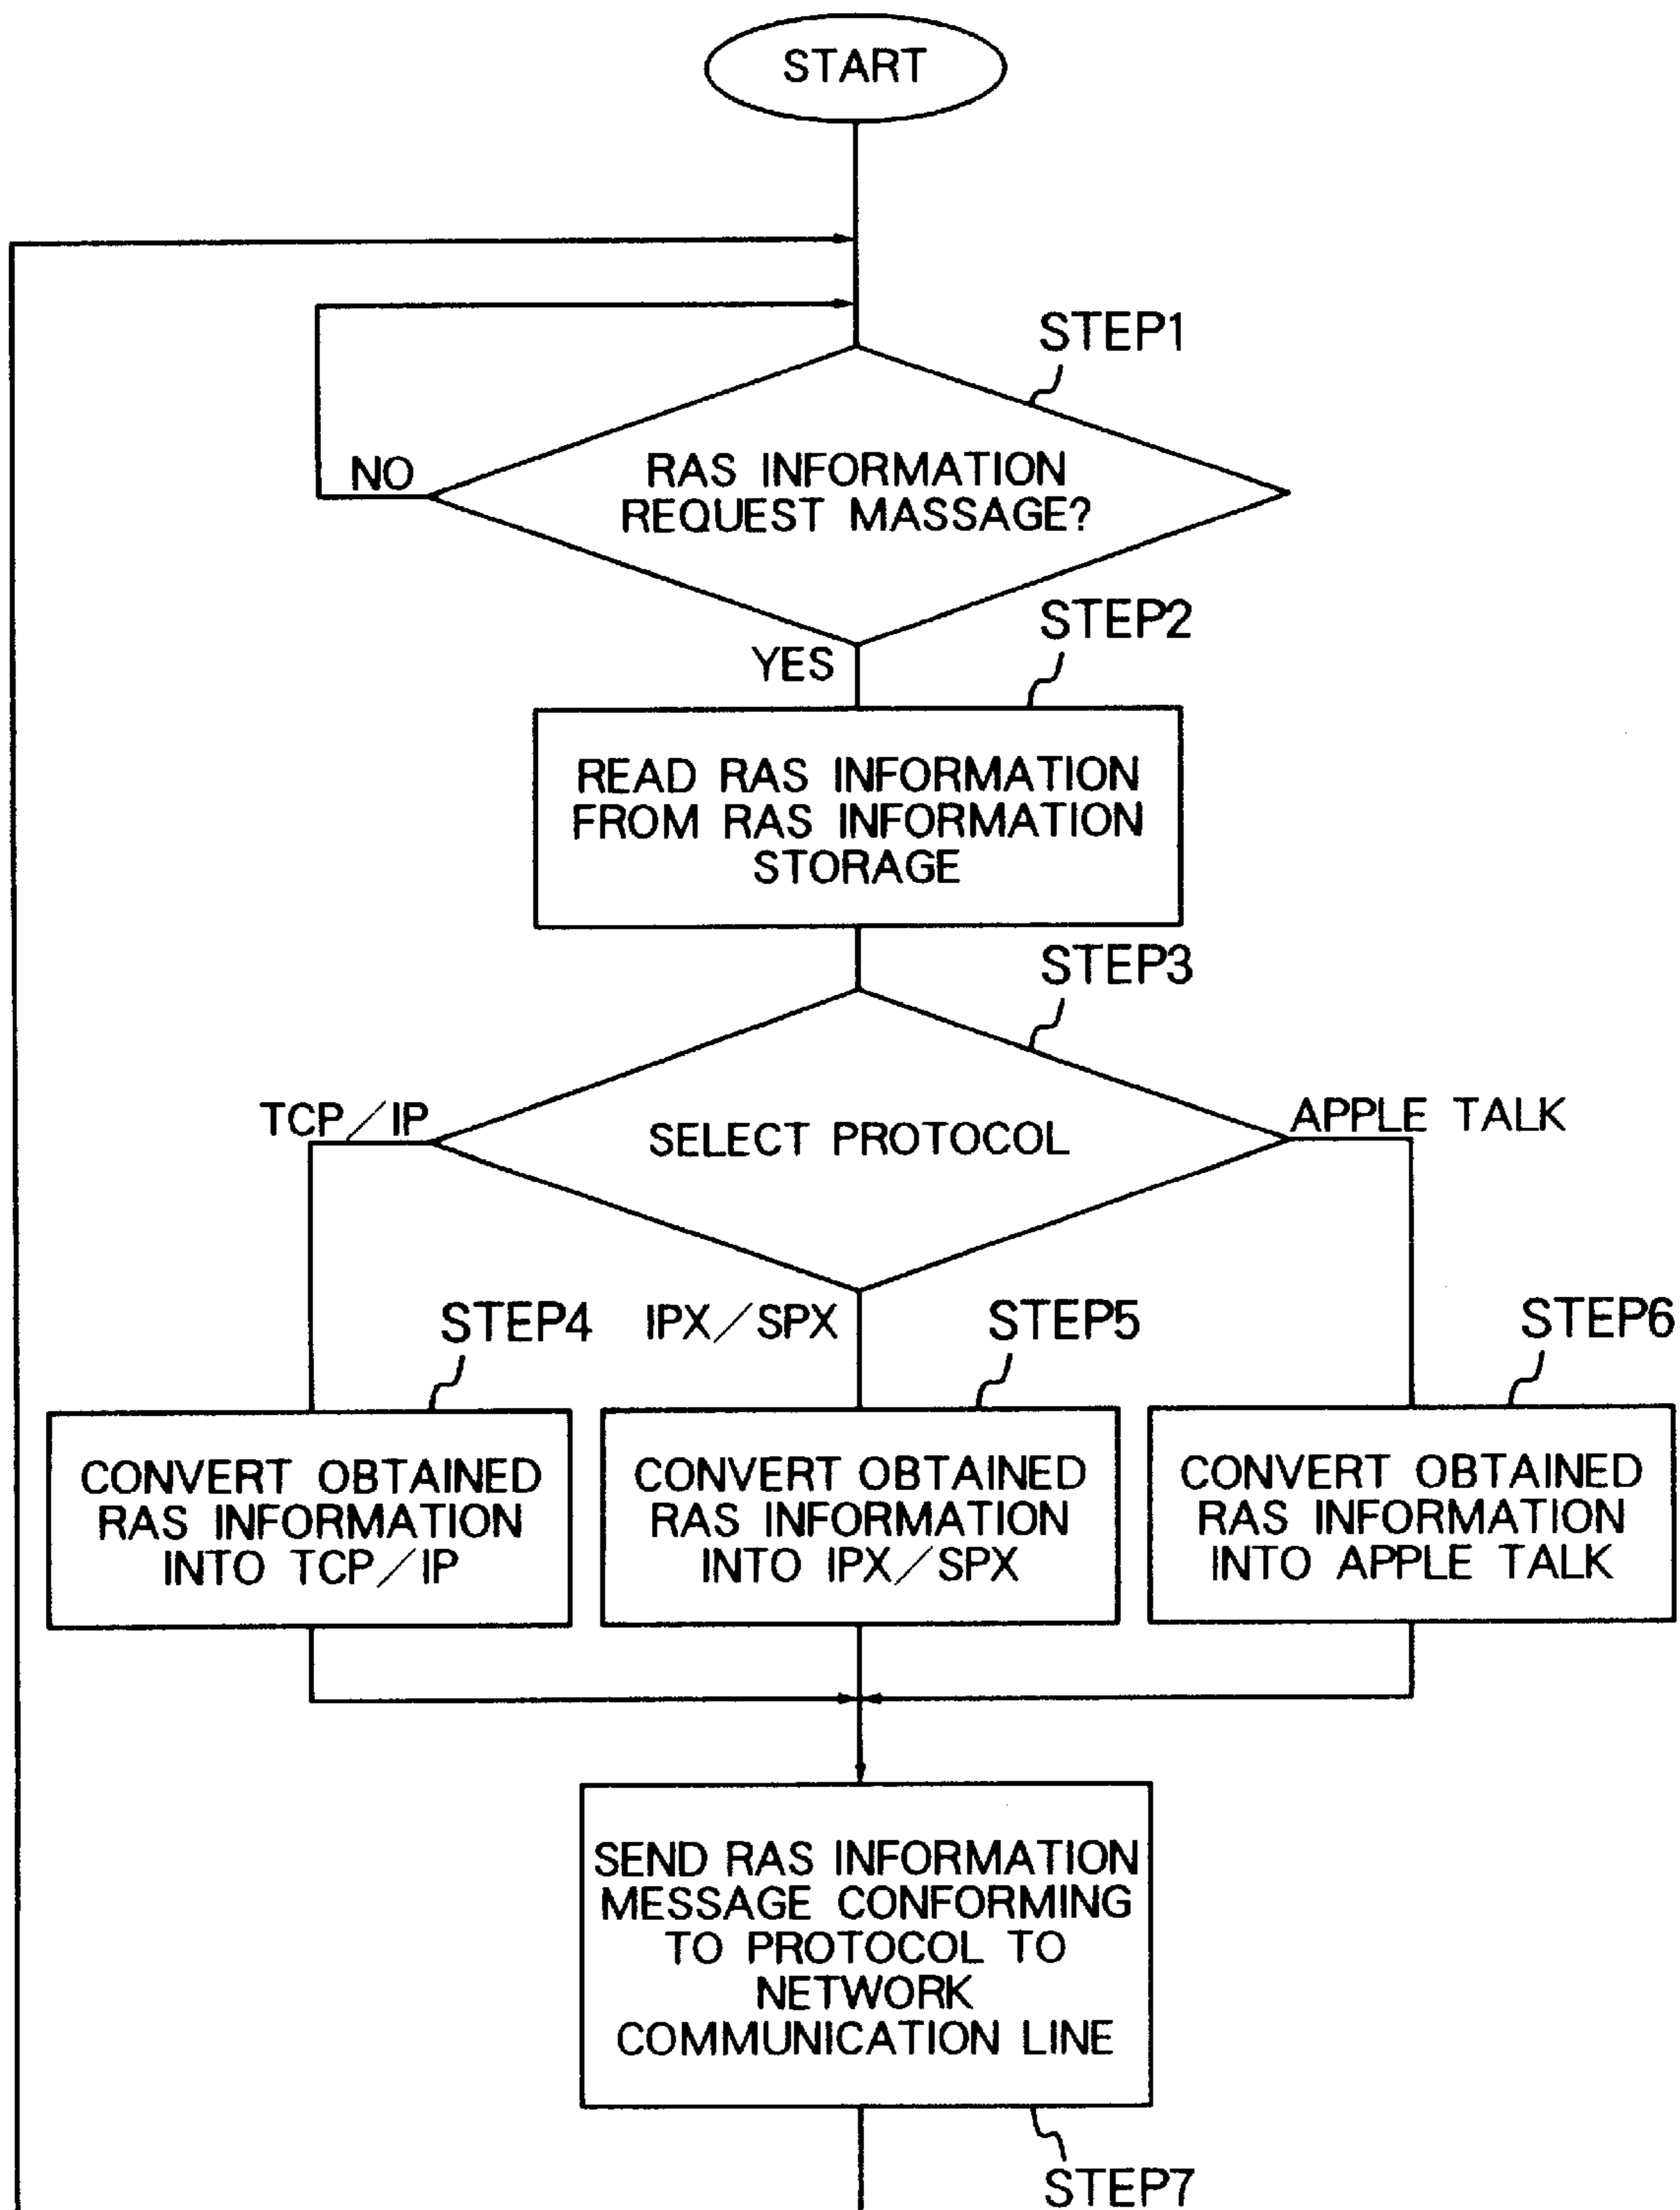 START
STEP1
NO
RAS INFORMATION
REQUEST MASSAGE?
STEP2
YES
READ RAS INFORMATION
FROM RAS INFORMATION
STORAGE
STEP3
TCP/IP
SELECT PROTOCOL
APPLE TALK
STEP4
IPX/SPX
STEP5
STEP6
CONVERT OBTAINED
RAS INFORMATION
INTO TCP/IP
CONVERT OBTAINED
RAS INFORMATION
INTO IPX/SPX
CONVERT OBTAINED
RAS INFORMATION
INTO APPLE TALK
SEND RAS INFORMATION
MESSAGE CONFORMING
TO PROTOCOL TO
NETWORK
COMMUNICATION LINE
STEP7